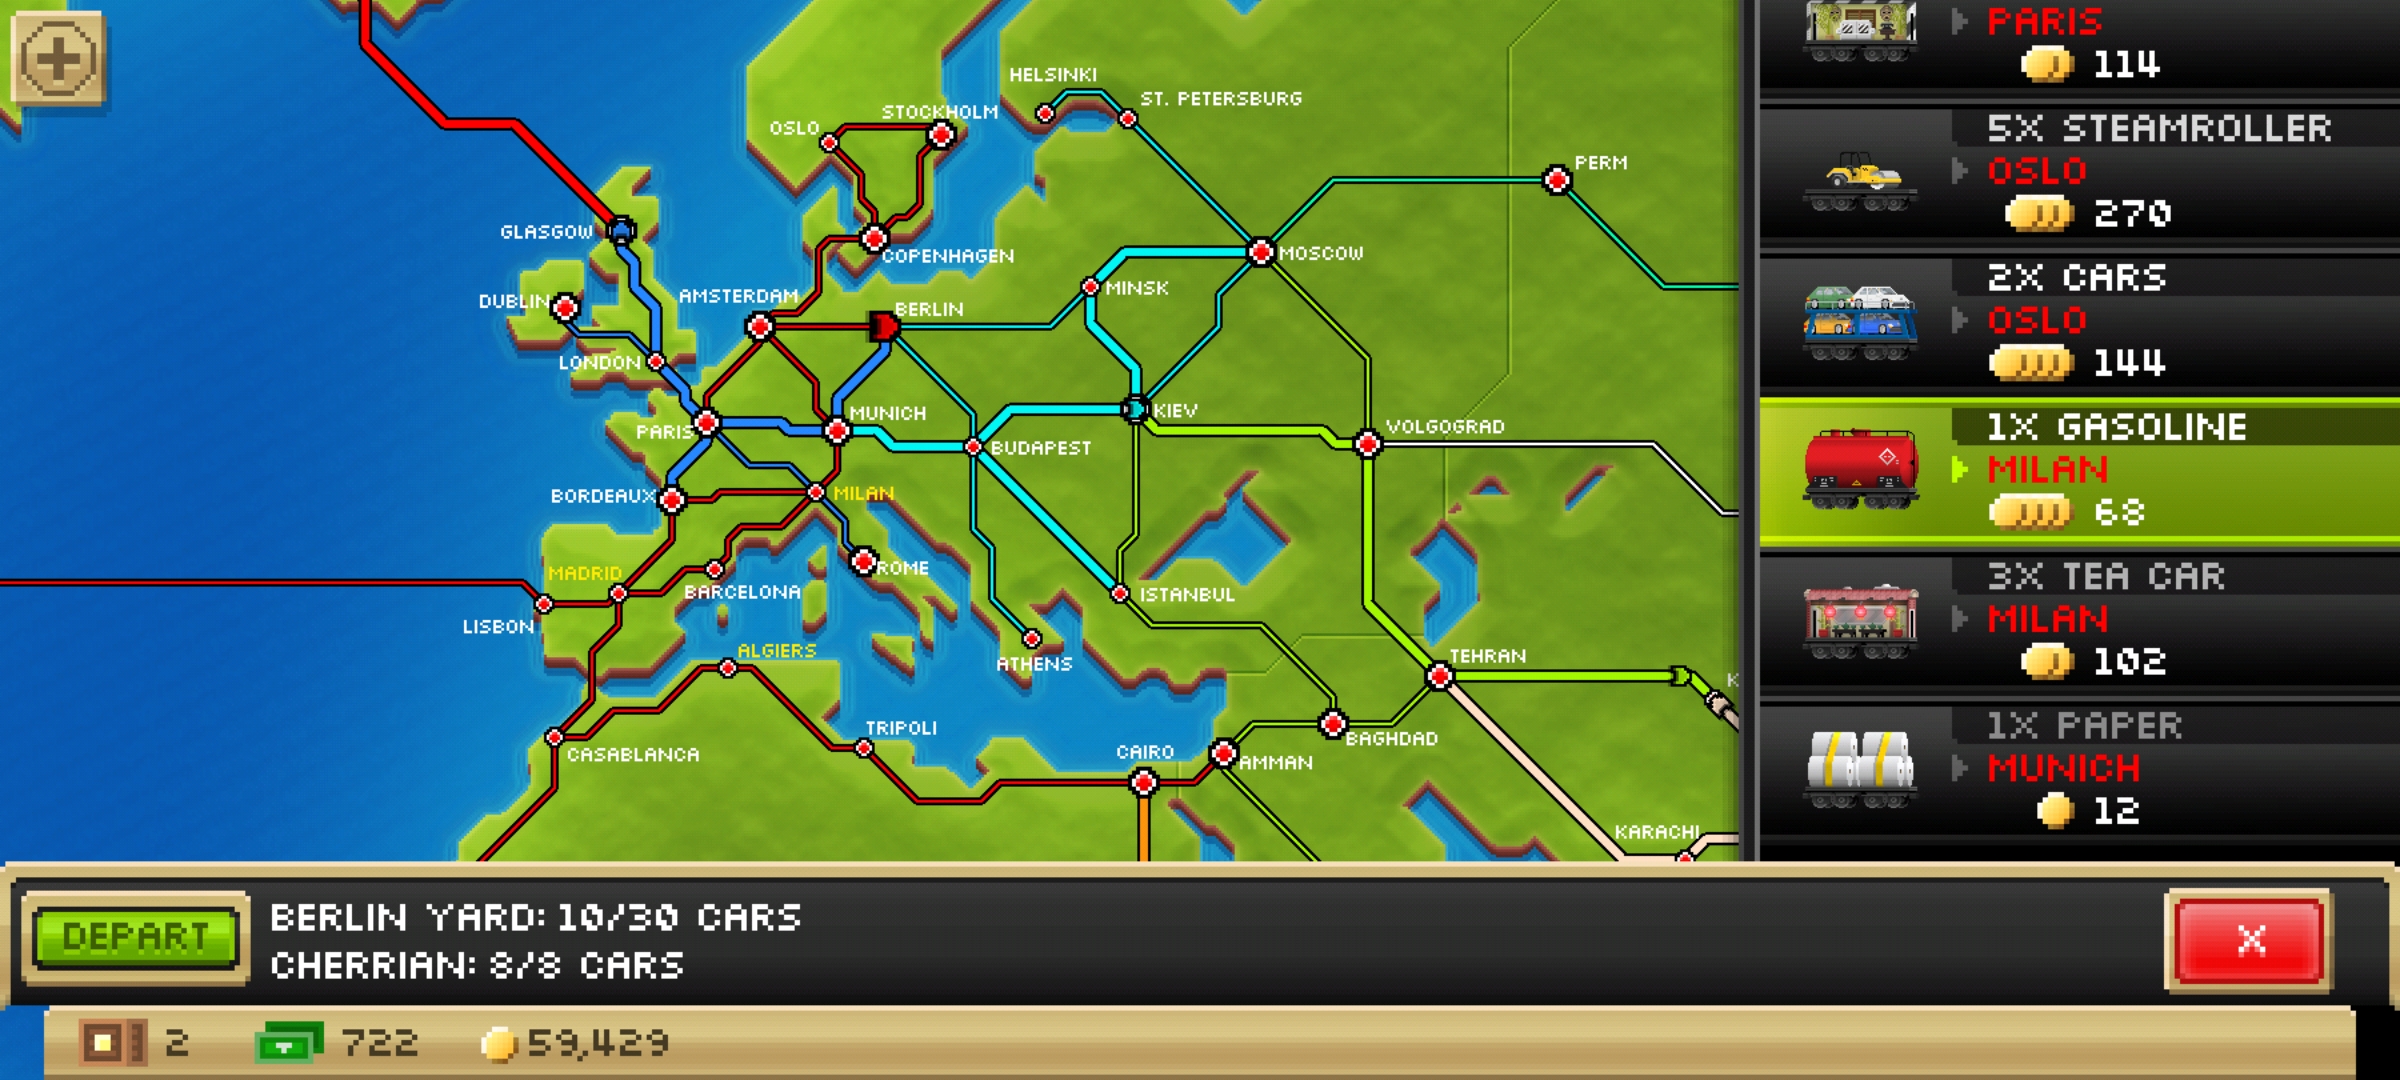 HELSINKI
ST. PETERSBURG
STOCKHOLM
OSLO
PERM
GLASGOW
COPENHAGEN
MOSCOW
MINSK
DUBLIN
AMSTERDAM
BERLIN
LONDON
MUNICH
KIEV
PARIS
VOLGOGRAD
BUDAPEST
BORDEAUX
MILAN
ROME
MADRID
BARCELONA
ISTANBUL
LISBON
ALGIERS
ATHENS
TEHRAN
K
TRIPOLI
CASABLANCA
CAIRO
BAGHDAD
AMMAN
KARACHI
PARIS
114
5X STEAMROLLER
OSLO
270
2X CARS
OSLO
144
1X GASOLINE
MILAN
68
3X TEA CAR
MILAN
102
1X PAPER
MUNICH
12
DEPART
BERLIN YARD: 10/30 CARS
CHERRIAN: 8/8 CARS
X
2
722
59,429